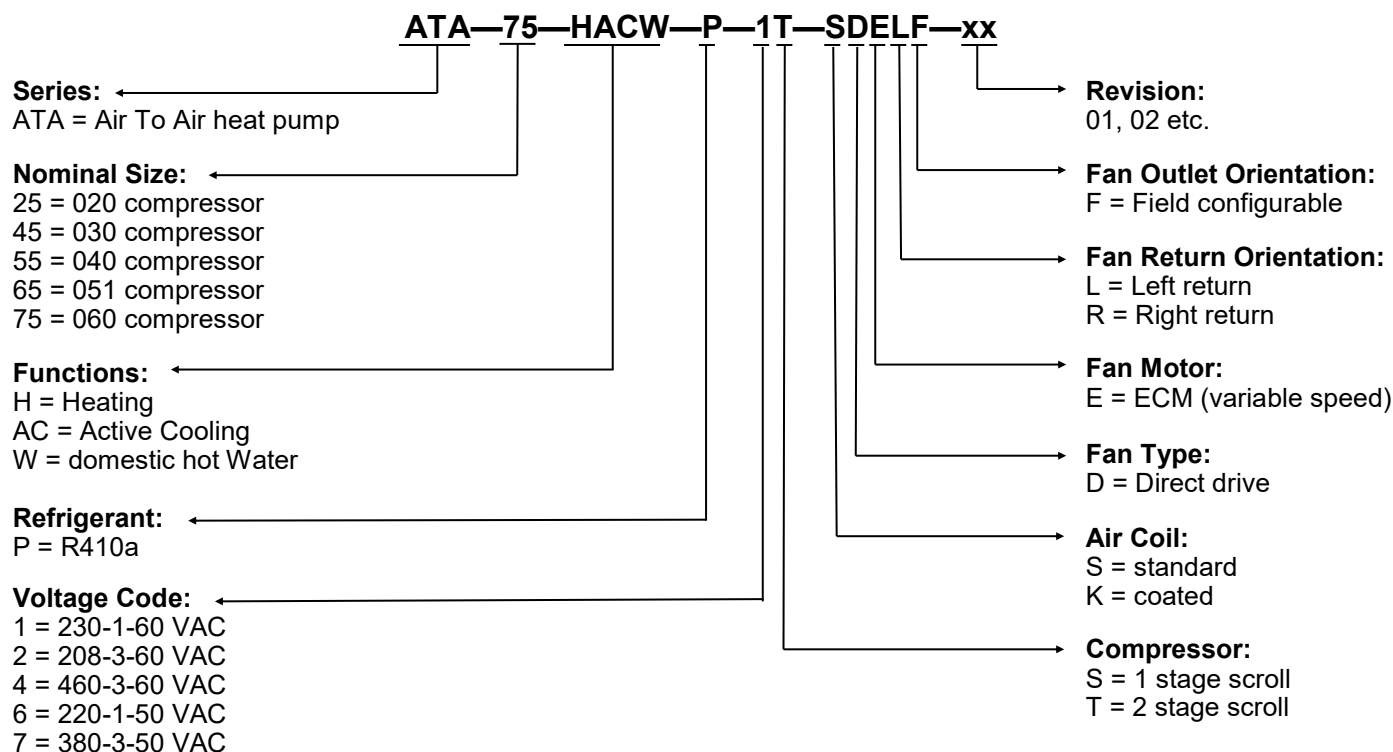 ATA—75—HACW—P—1T—SDELF—xx
Series:
ATA = Air To Air heat pump
Nominal Size:
25 = 020 compressor
45 = 030 compressor
55 = 040 compressor
65 = 051 compressor
75 = 060 compressor
Functions:
H = Heating
AC = Active Cooling
W = domestic hot Water
Refrigerant:
P = R410a
Voltage Code:
1 = 230-1-60 VAC
2 = 208-3-60 VAC
4 = 460-3-60 VAC
6 = 220-1-50 VAC
7 = 380-3-50 VAC
Revision:
01, 02 etc.
Fan Outlet Orientation:
F = Field configurable
Fan Return Orientation:
L = Left return
R = Right return
Fan Motor:
E = ECM (variable speed)
Fan Type:
D = Direct drive
Air Coil:
S = standard
K = coated
Compressor:
S = 1 stage scroll
T = 2 stage scroll